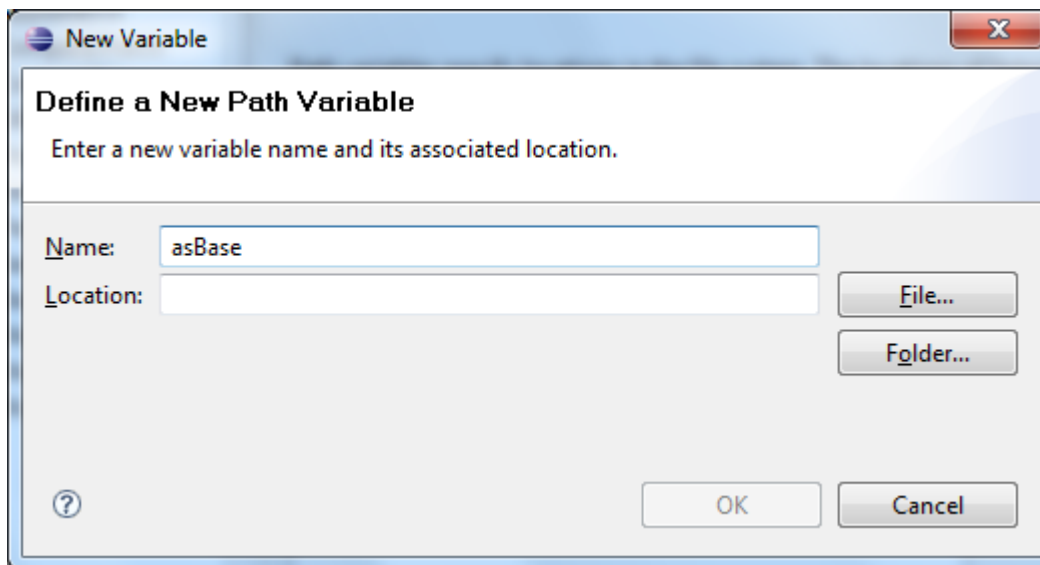 New Variable
Define a New Path Variable
Enter a new variable name and its associated location.
Name: asBase
Location: File...
Folder...
OK Cancel